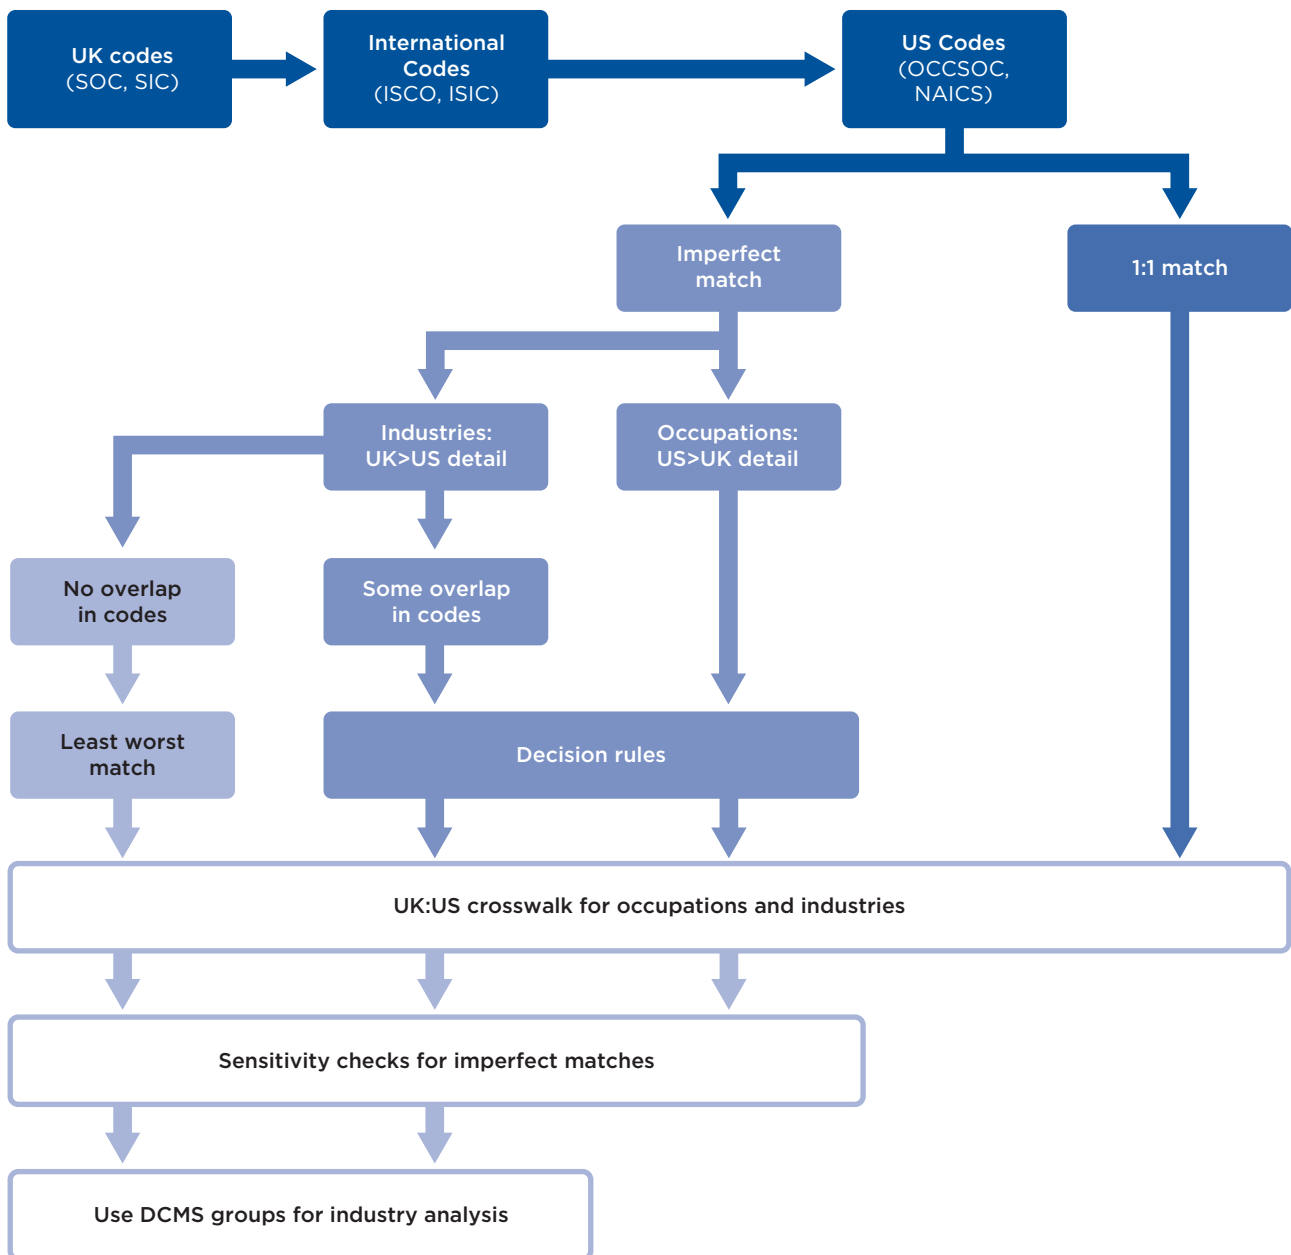 UK codes
(SOC, SIC)
International
Codes
(ISCO, ISIC)
US Codes
(OCCSOC,
NAICS)
Imperfect
match
1:1 match
Industries:
UK>US detail
Occupations:
US>UK detail
No overlap
in codes
Some overlap
in codes
Least worst
match
Decision rules
UK:US crosswalk for occupations and industries
Sensitivity checks for imperfect matches
Use DCMS groups for industry analysis